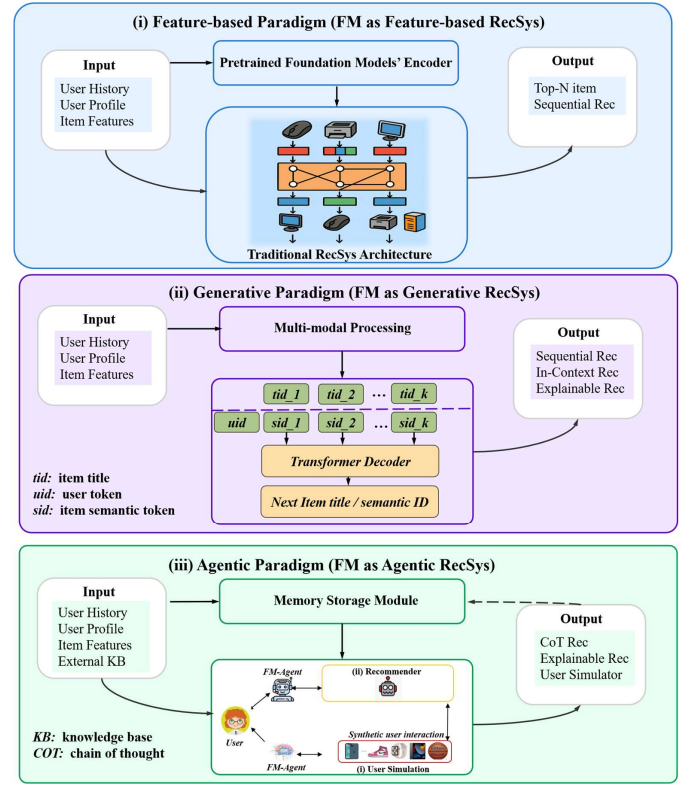 (i) Feature-based Paradigm (FM as Feature-based RecSys)
Input
User History
User Profile
Item Features
Pretrained Foundation Models' Encoder
Traditional RecSys Architecture
Output
Top-N item
Sequential Rec
(ii) Generative Paradigm (FM as Generative RecSys)
Input
User History
User Profile
Item Features
Multi-modal Processing
tid_1 tid_2 ... tid_k
uid sid_1 sid_2 ... sid_k
Transformer Decoder
Next Item title / semantic ID
Output
Sequential Rec
In-Context Rec
Explainable Rec
tid: item title
uid: user token
sid: item semantic token
(iii) Agentic Paradigm (FM as Agentic RecSys)
Input
User History
User Profile
Item Features
External KB
Memory Storage Module
FM-Agent
(ii) Recommender
User
Synthetic user interaction
FM-Agent
(i) User Simulation
Output
CoT Rec
Explainable Rec
User Simulator
KB: knowledge base
COT: chain of thought